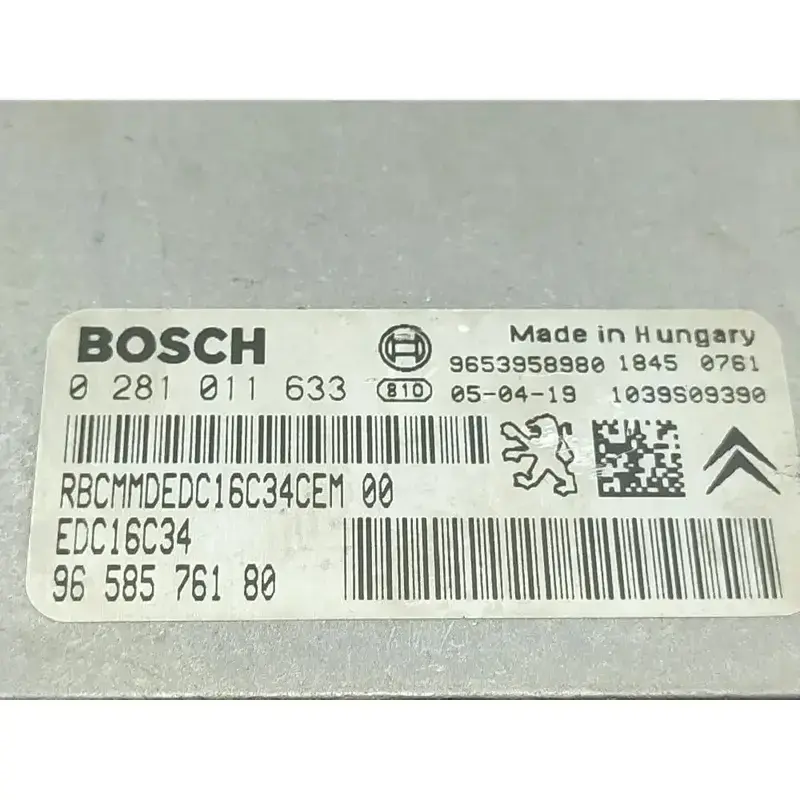 BOSCH
Made in Hungary
9653958980 1845 0761
0 281 011 633
810
05-04-19 1039S09390
RBCMMDEDC16C34CEM 00
EDC16C34
96 585 761 80